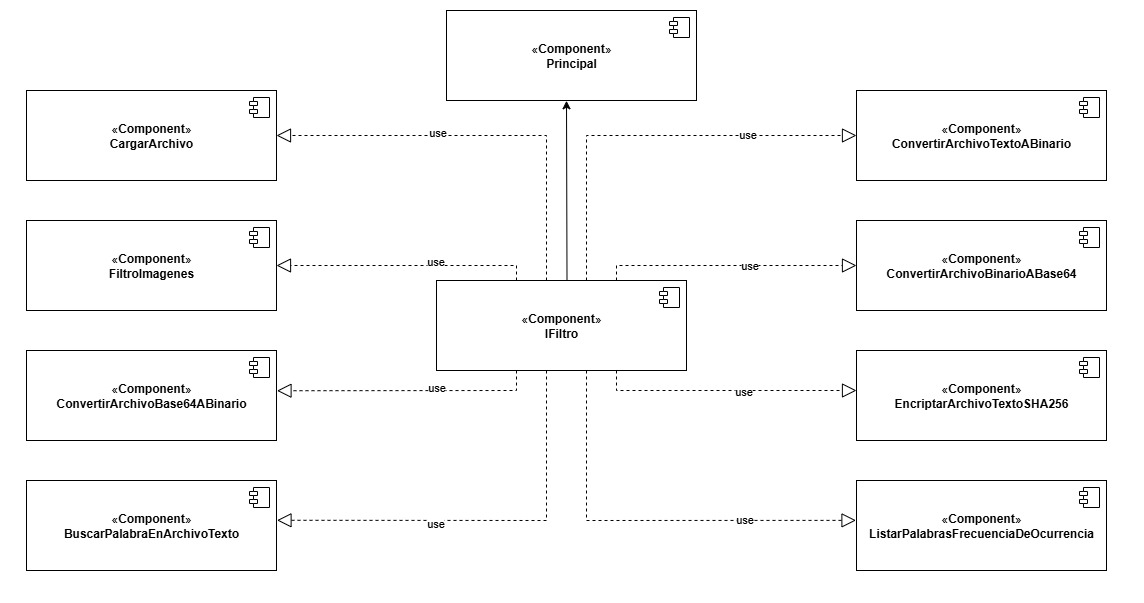 «Component»
Principal
«Component»
CargarArchivo
use
use
«Component»
ConvertirArchivoTextoABinario
«Component»
FiltroImagenes
use
use
«Component»
ConvertirArchivoBinarioABase64
«Component»
IFiltro
«Component»
ConvertirArchivoBase64ABinario
use
use
«Component»
EncriptarArchivoTextoSHA256
«Component»
BuscarPalabraEnArchivoTexto
use
use
«Component»
ListarPalabrasFrecuenciaDeOcurrencia